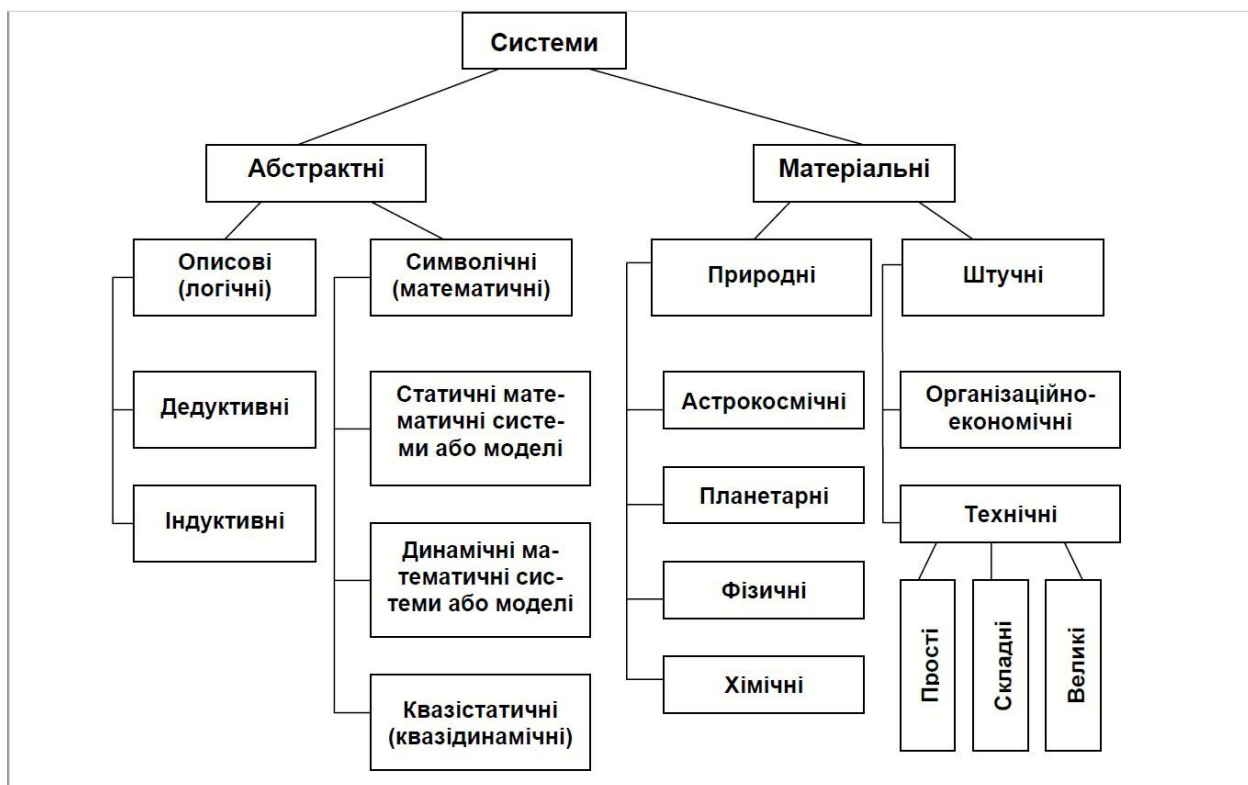 Системи
Абстрактні
Матеріальні
Описові
(логічні)
Символічні
(математичні)
Природні
Штучні
Дедуктивні
Статичні мате-
матичні систе-
ми або моделі
Астрокосмічні
Організаційно-
економічні
Індуктивні
Планетарні
Технічні
Динамічні ма-
тематичні сис-
теми або моделі
Фізичні
Прості
Складні
Великі
Хімічні
Квазістатичні
(квазідинамічні)